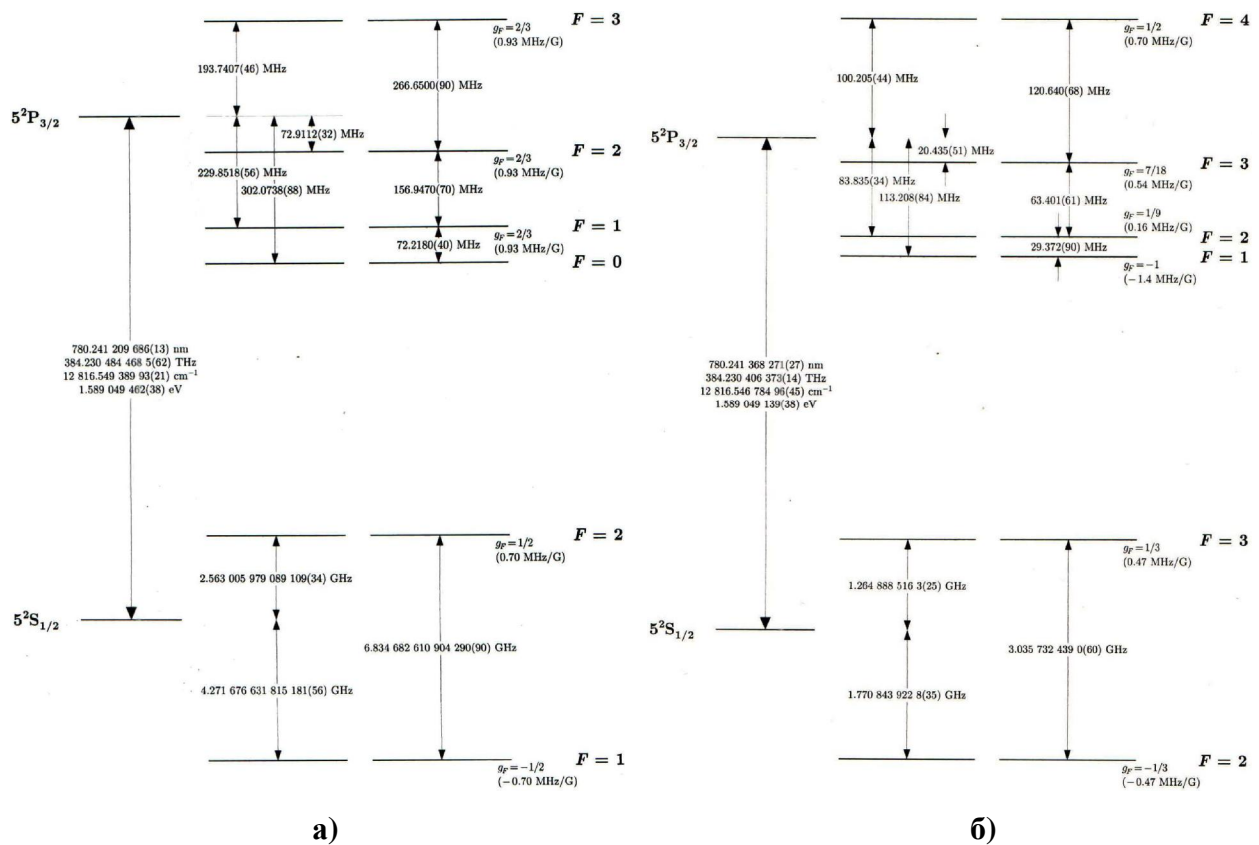 F = 3
g_F = 2/3
(0.93 MHz/G)
193.7407(46) MHz
266.6500(90) MHz
5²P₃/₂
72.9112(32) MHz
F = 2
g_F = 2/3
(0.93 MHz/G)
229.8518(56) MHz
302.0738(88) MHz
156.9470(70) MHz
F = 1
g_F = 2/3
(0.93 MHz/G)
72.2180(40) MHz
F = 0
780.241 209 686(13) nm
384.230 484 468 5(62) THz
12 816.549 389 93(21) cm⁻¹
1.589 049 462(38) eV
F = 2
g_F = 1/2
(0.70 MHz/G)
2.563 005 979 089 109(34) GHz
5²S₁/₂
6.834 682 610 904 290(90) GHz
4.271 676 631 815 181(56) GHz
F = 1
g_F = −1/2
(−0.70 MHz/G)
а)
F = 4
g_F = 1/2
(0.70 MHz/G)
100.205(44) MHz
120.640(68) MHz
5²P₃/₂
20.435(51) MHz
F = 3
g_F = 7/18
(0.54 MHz/G)
83.835(34) MHz
113.208(84) MHz
63.401(61) MHz
g_F = 1/9
(0.16 MHz/G)
F = 2
29.372(90) MHz
F = 1
g_F = −1
(−1.4 MHz/G)
780.241 368 271(27) nm
384.230 406 373(14) THz
12 816.546 784 96(45) cm⁻¹
1.589 049 139(38) eV
F = 3
g_F = 1/3
(0.47 MHz/G)
1.264 888 516 3(25) GHz
5²S₁/₂
3.035 732 439 0(60) GHz
1.770 843 922 8(35) GHz
F = 2
g_F = −1/3
(−0.47 MHz/G)
б)